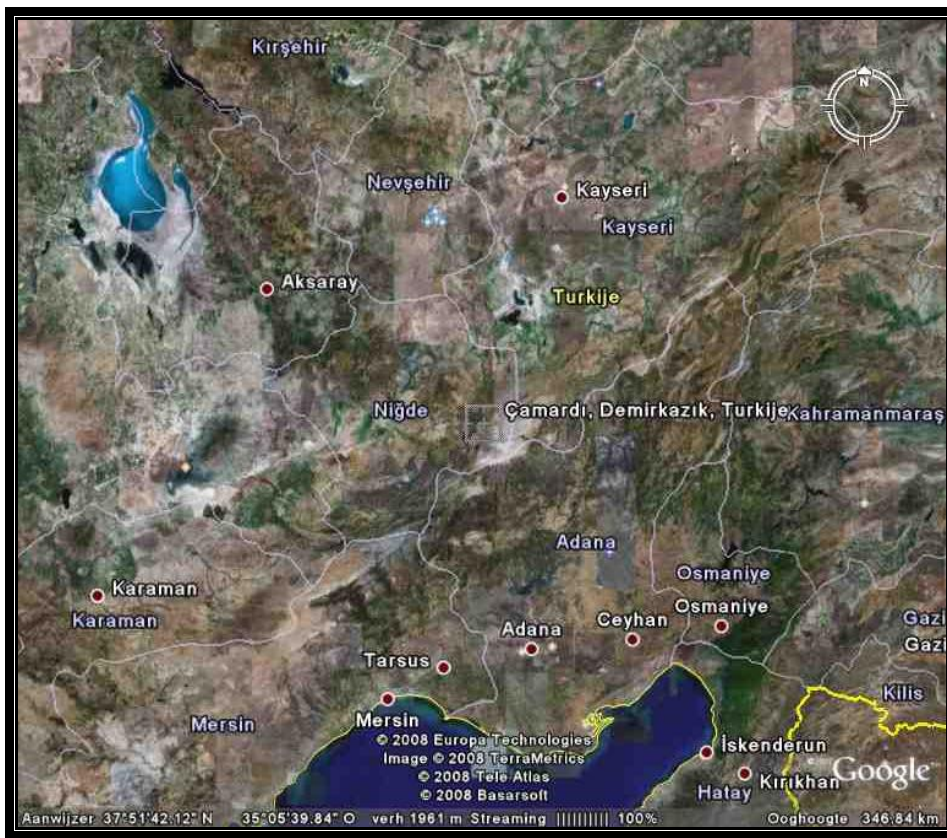 Kırşehir
N
Nevşehir
Kayseri
Kayseri
Aksaray
Turkije
Niğde
Çamardı, Demirkazık, Turkije
Kahramanmaraş
Adana
Osmaniye
Karaman
Karaman
Osmaniye
Ceyhan
Adana
Gazi
Gazi
Tarsus
Kilis
Mersin
Mersin
© 2008 Europa Technologies
Image © 2008 TerraMetrics
© 2008 Tele Atlas
© 2008 Basarsoft
İskenderun
Kırıkhan
Hatay
Google™
Aanwijzer 37°51'42.12" N 35°05'39.84" O verh 1961 m Streaming |||||||||| 100% Ooghoogte 346.84 km